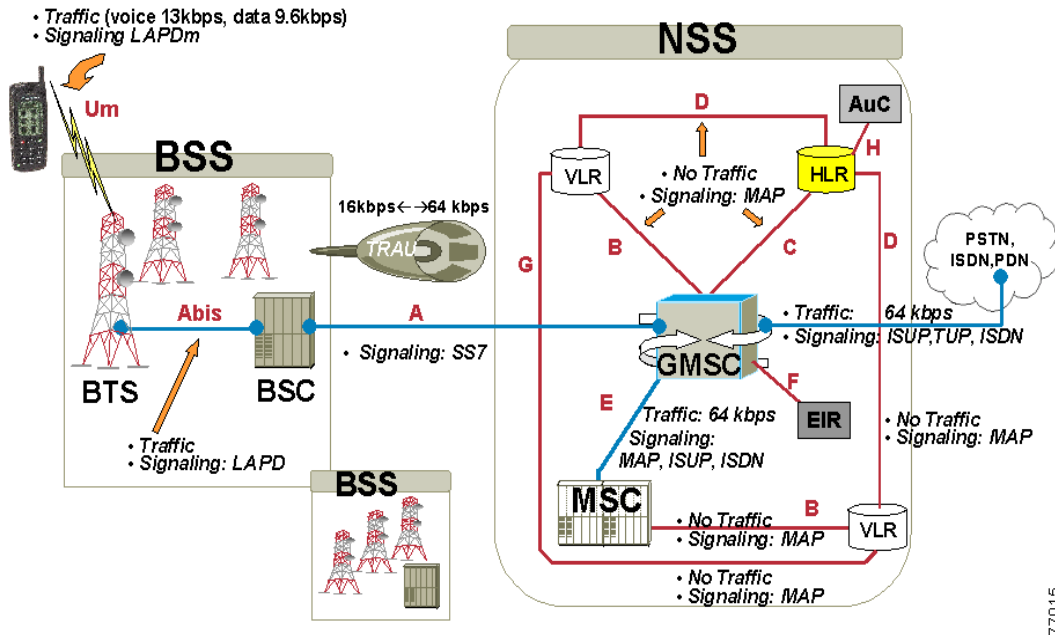 • Traffic (voice 13kbps, data 9.6kbps)
• Signaling LAPDm
Um
BSS
16kbps←→64 kbps
TRAU
Abis
A
BTS
BSC
• Signaling: SS7
• Traffic
• Signaling: LAPD
BSS
NSS
D
AuC
H
VLR
HLR
• No Traffic
• Signaling: MAP
G
B
C
D
PSTN,
ISDN,PDN
• Traffic: 64 kbps
• Signaling: ISUP,TUP, ISDN
GMSC
F
E
EIR
Traffic: 64 kbps
Signaling:
MAP, ISUP, ISDN
• No Traffic
• Signaling: MAP
MSC
B
• No Traffic
• Signaling: MAP
VLR
• No Traffic
• Signaling: MAP
77015